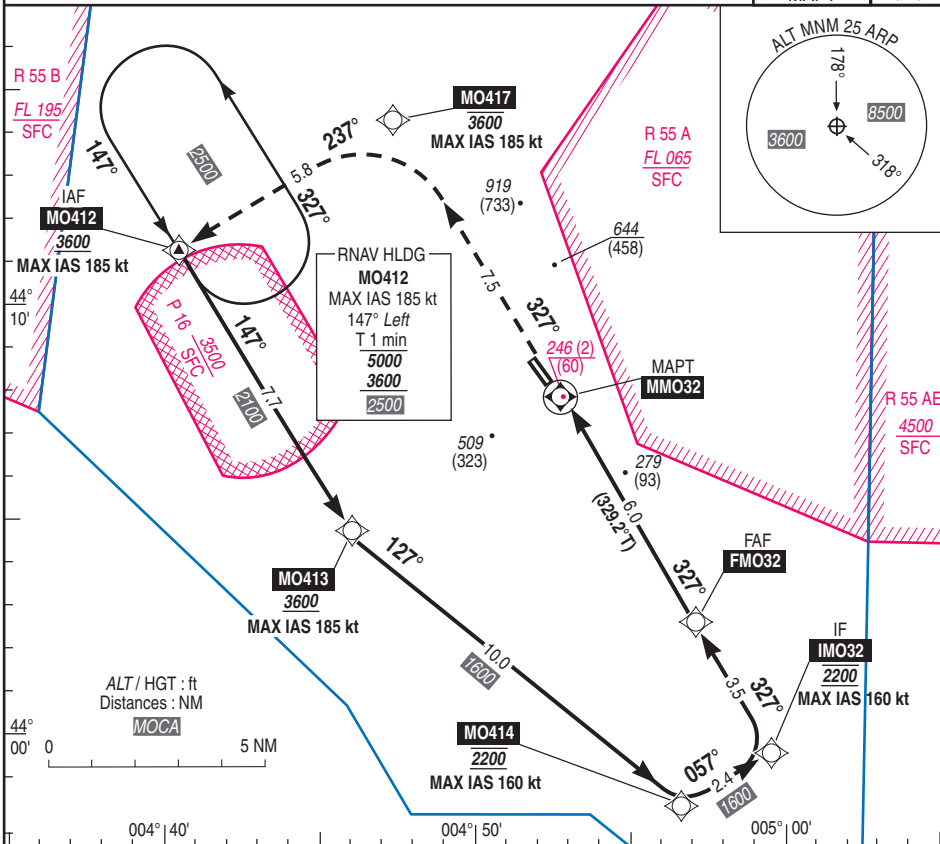 R 55 B
FL 195
SFC
147°
2500
327°
237°
5.8
MO417
3600
MAX IAS 185 kt
R 55 A
FL 065
SFC
ALT MNM 25 ARP
178°
8500
3600
318°
IAF
MO412
3600
MAX IAS 185 kt
919
(733)
644
(458)
RNAV HLDG
MO412
MAX IAS 185 kt
147° Left
T 1 min
5000
3600
2500
44°
10'
P 16
3500
SFC
147°
7.7
2100
7.5
327°
246 (2)
(60)
MAPT
MMO32
R 55 AB
4500
SFC
509
(323)
279
(93)
6.0
(329.2°T)
327°
FAF
FMO32
MO413
3600
MAX IAS 185 kt
127°
10.0
1600
IF
IMO32
2200
MAX IAS 160 kt
3.5
327°
ALT / HGT : ft
Distances : NM
MOCA
0 5 NM
44°
00'
MO414
2200
MAX IAS 160 kt
057°
2.4
1600
004° 40'
004° 50'
005° 00'